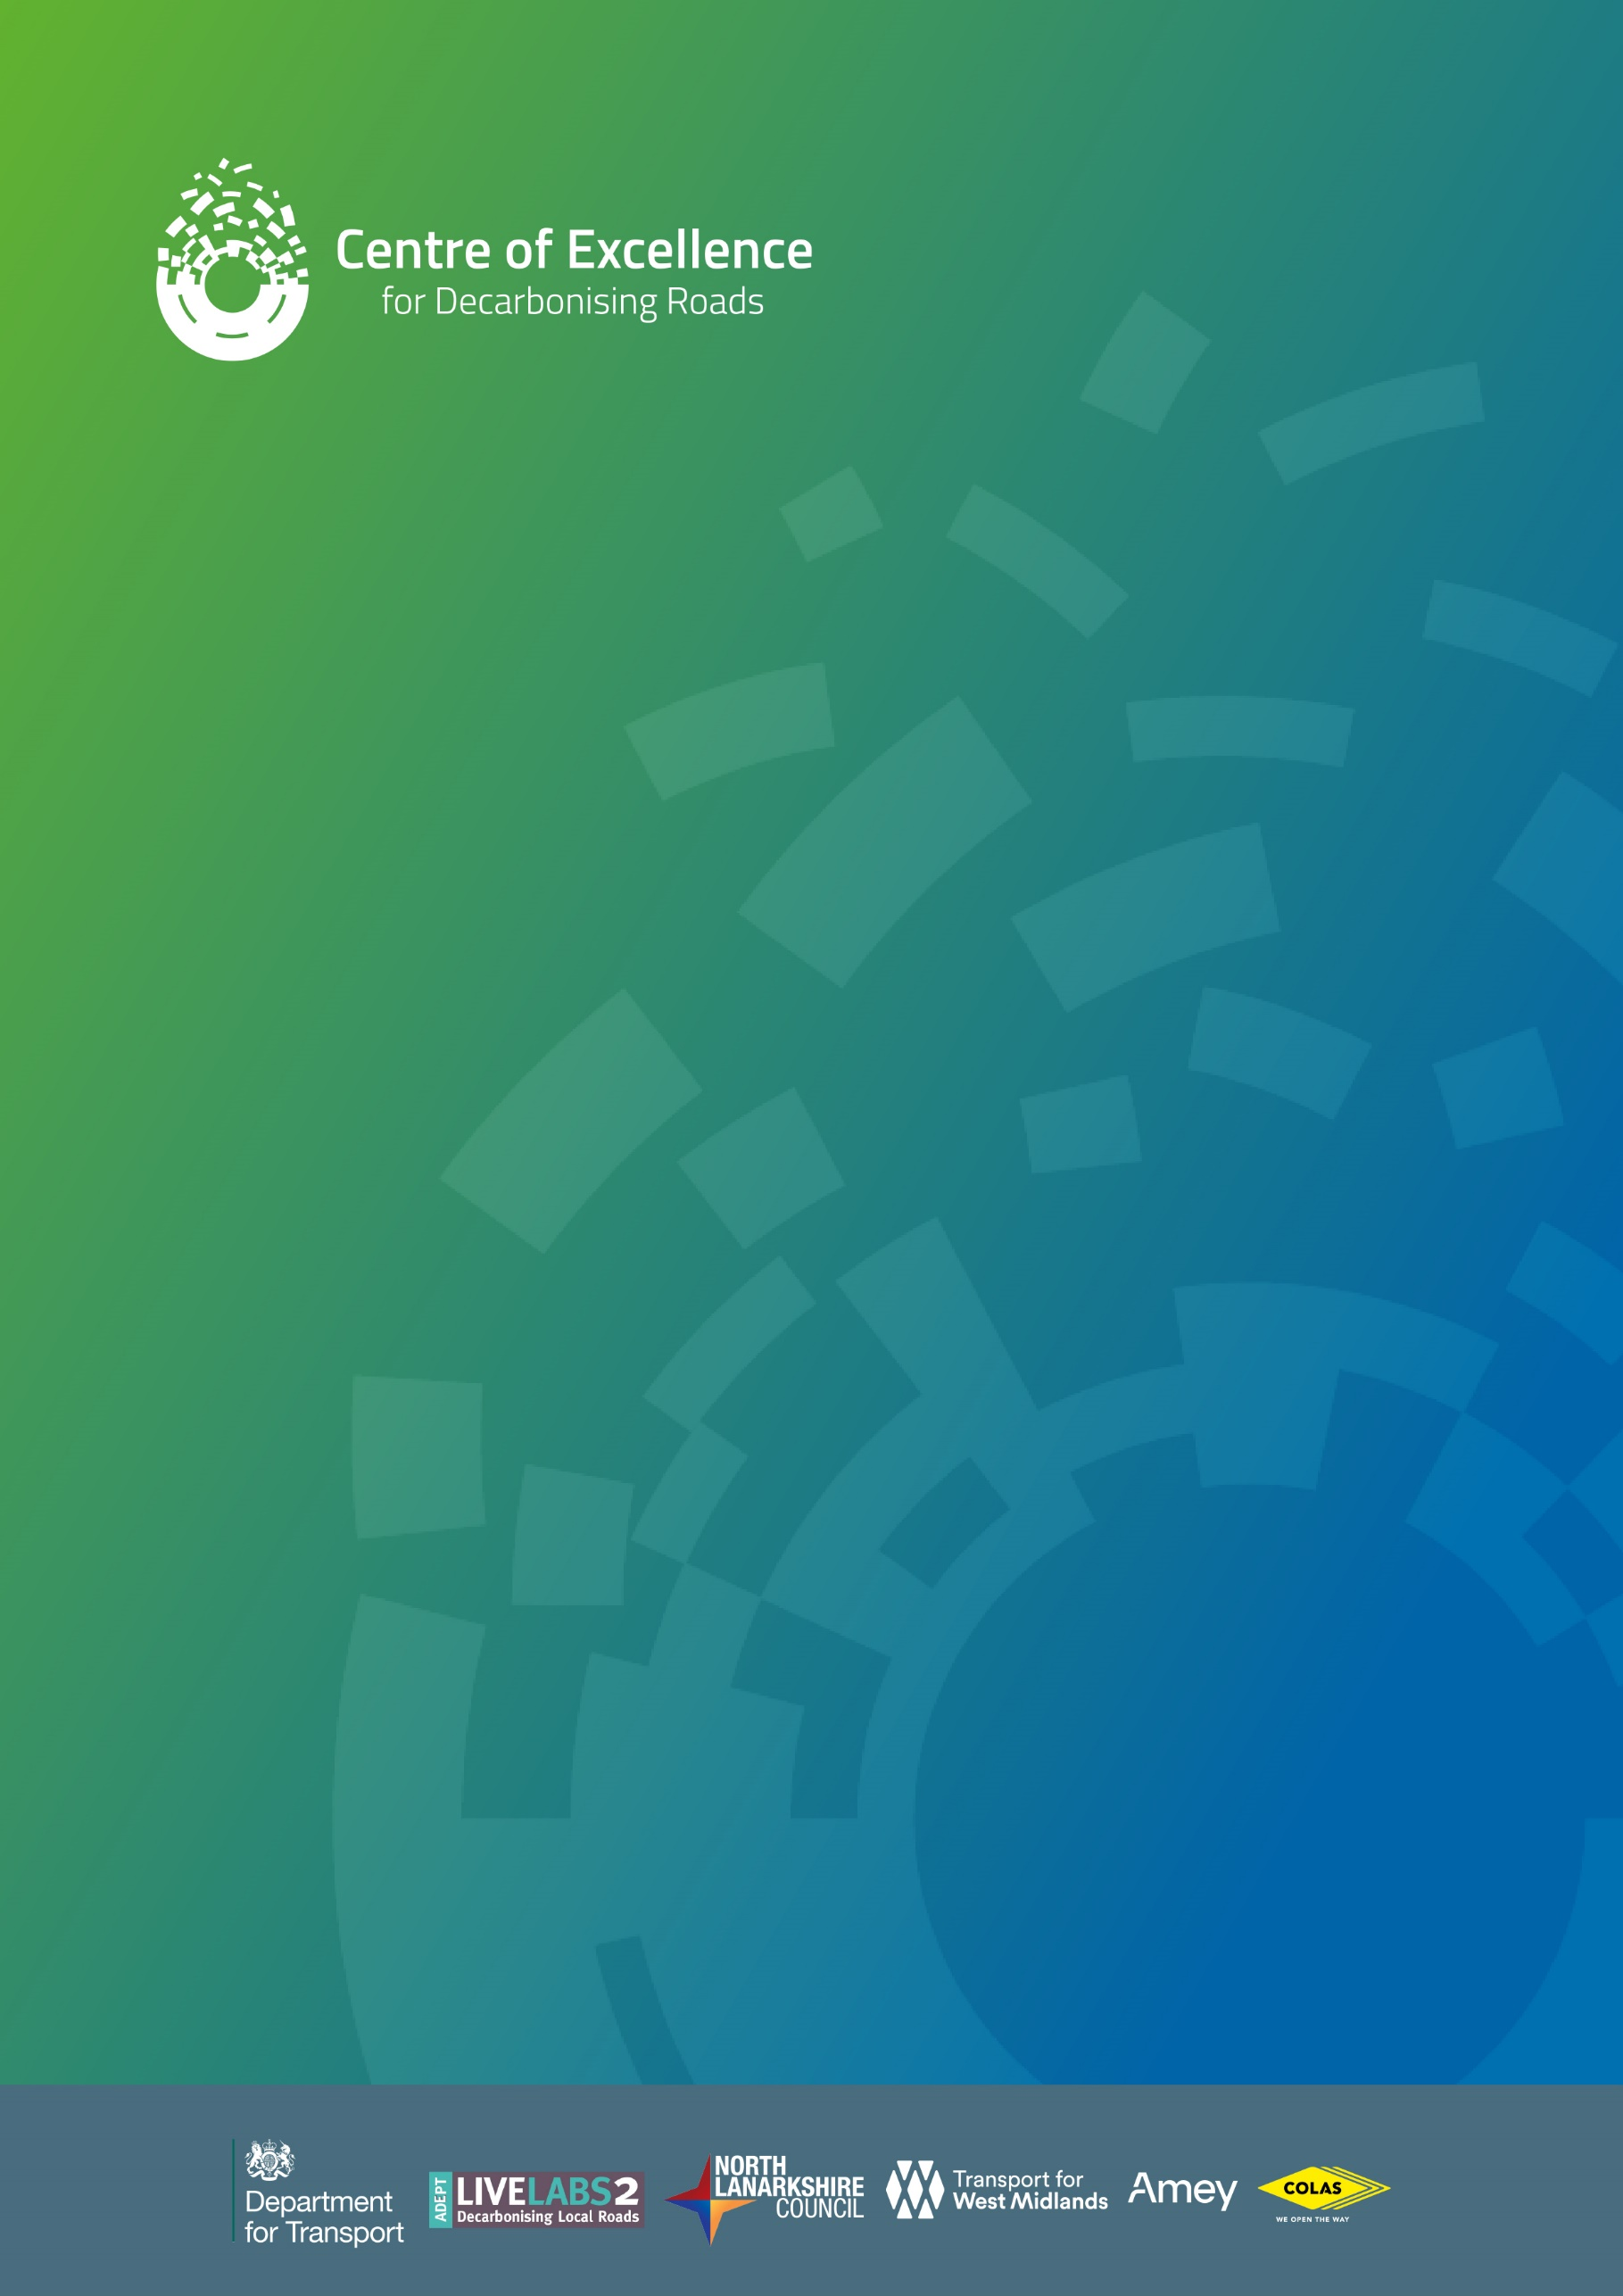 Centre of Excellence
for Decarbonising Roads
Department
for Transport
ADEPT
LIVELABS2
Decarbonising Local Roads
NORTH
LANARKSHIRE
COUNCIL
Transport for
West Midlands
Amey
COLAS
WE OPEN THE WAY